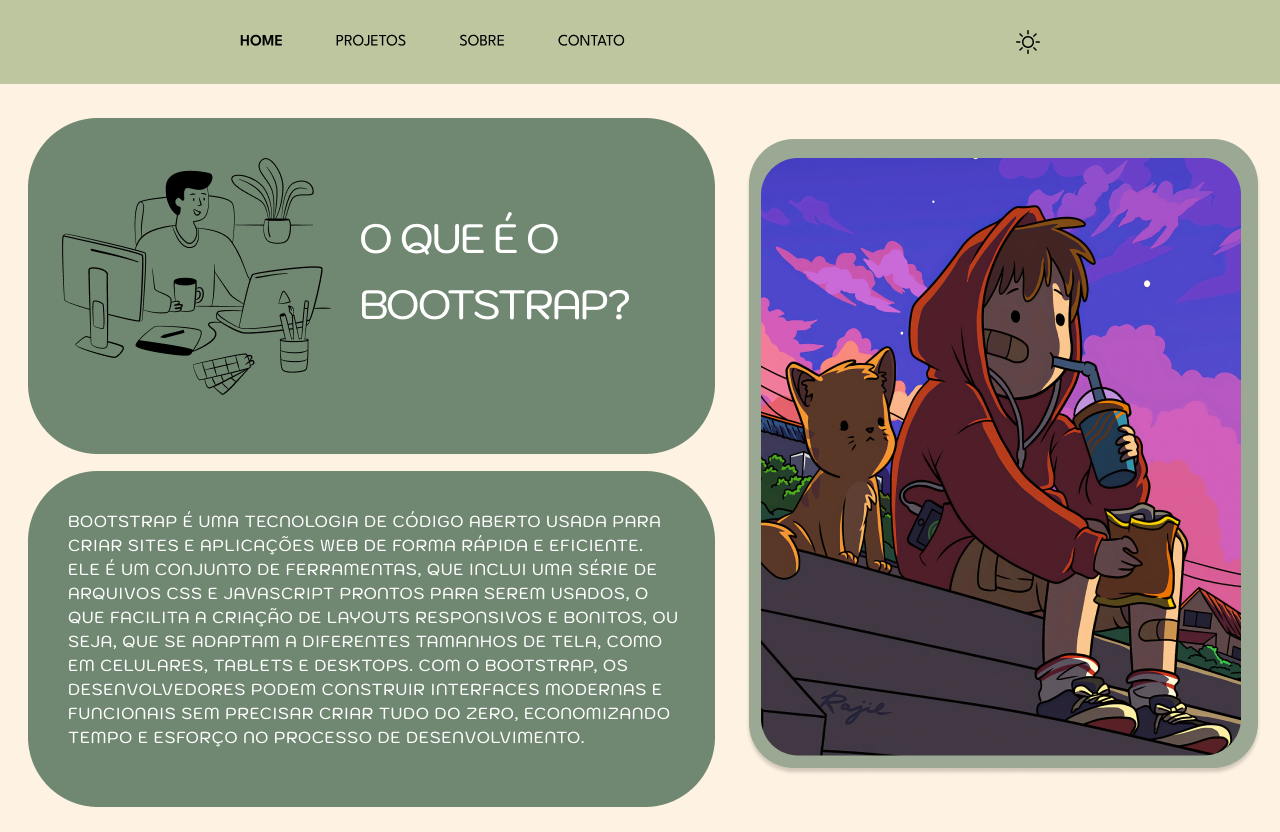 HOME
PROJETOS
SOBRE
CONTATO
O QUE É O
BOOTSTRAP?
BOOTSTRAP É UMA TECNOLOGIA DE CÓDIGO ABERTO USADA PARA
CRIAR SITES E APLICAÇÕES WEB DE FORMA RÁPIDA E EFICIENTE.
ELE É UM CONJUNTO DE FERRAMENTAS, QUE INCLUI UMA SÉRIE DE
ARQUIVOS CSS E JAVASCRIPT PRONTOS PARA SEREM USADOS, O
QUE FACILITA A CRIAÇÃO DE LAYOUTS RESPONSIVOS E BONITOS, OU
SEJA, QUE SE ADAPTAM A DIFERENTES TAMANHOS DE TELA, COMO
EM CELULARES, TABLETS E DESKTOPS. COM O BOOTSTRAP, OS
DESENVOLVEDORES PODEM CONSTRUIR INTERFACES MODERNAS E
FUNCIONAIS SEM PRECISAR CRIAR TUDO DO ZERO, ECONOMIZANDO
TEMPO E ESFORÇO NO PROCESSO DE DESENVOLVIMENTO.
Rajil